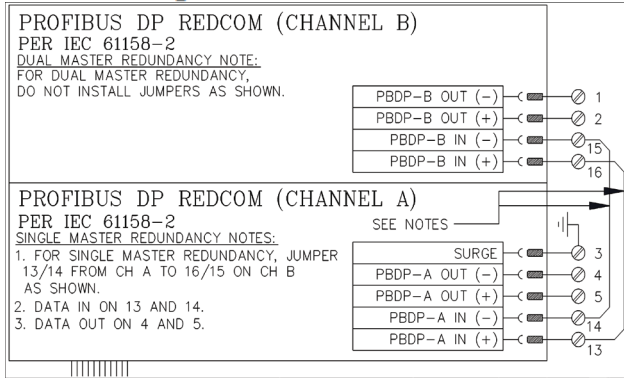 PROFIBUS DP REDCOM (CHANNEL B)
PER IEC 61158-2
DUAL MASTER REDUNDANCY NOTE:
FOR DUAL MASTER REDUNDANCY,
DO NOT INSTALL JUMPERS AS SHOWN.
PBDP-B OUT (-) 1
PBDP-B OUT (+) 2
PBDP-B IN (-) 15
PBDP-B IN (+) 16
PROFIBUS DP REDCOM (CHANNEL A)
PER IEC 61158-2
SEE NOTES
SINGLE MASTER REDUNDANCY NOTES:
1. FOR SINGLE MASTER REDUNDANCY, JUMPER
13/14 FROM CH A TO 16/15 ON CH B
AS SHOWN.
2. DATA IN ON 13 AND 14.
3. DATA OUT ON 4 AND 5.
SURGE 3
PBDP-A OUT (-) 4
PBDP-A OUT (+) 5
PBDP-A IN (-) 14
PBDP-A IN (+) 13